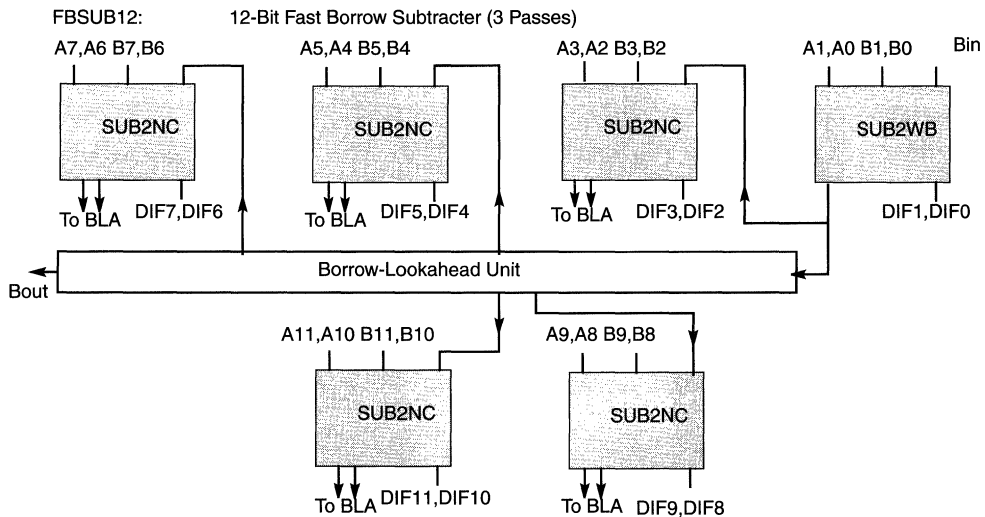 FBSUB12: 12-Bit Fast Borrow Subtracter (3 Passes)
A7,A6 B7,B6 A5,A4 B5,B4 A3,A2 B3,B2 A1,A0 B1,B0 Bin
SUB2NC SUB2NC SUB2NC SUB2WB
To BLA DIF7,DIF6 To BLA DIF5,DIF4 To BLA DIF3,DIF2 DIF1,DIF0
Borrow-Lookahead Unit
Bout
A11,A10 B11,B10 A9,A8 B9,B8
SUB2NC SUB2NC
To BLA DIF11,DIF10 To BLA DIF9,DIF8